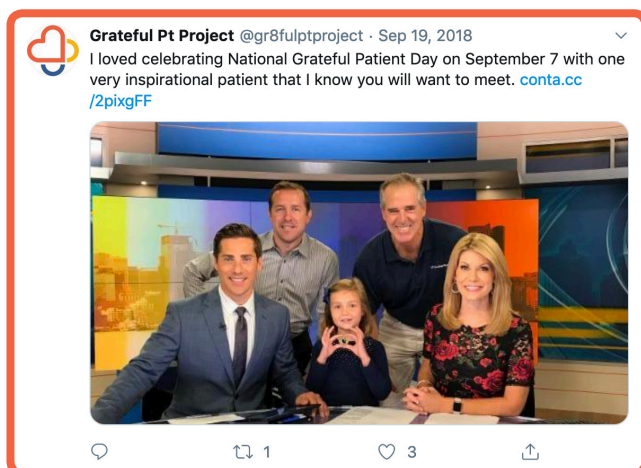 Grateful Pt Project @gr8fulptproject · Sep 19, 2018
I loved celebrating National Grateful Patient Day on September 7 with one
very inspirational patient that I know you will want to meet. conta.cc
/2pixgFF
1
3